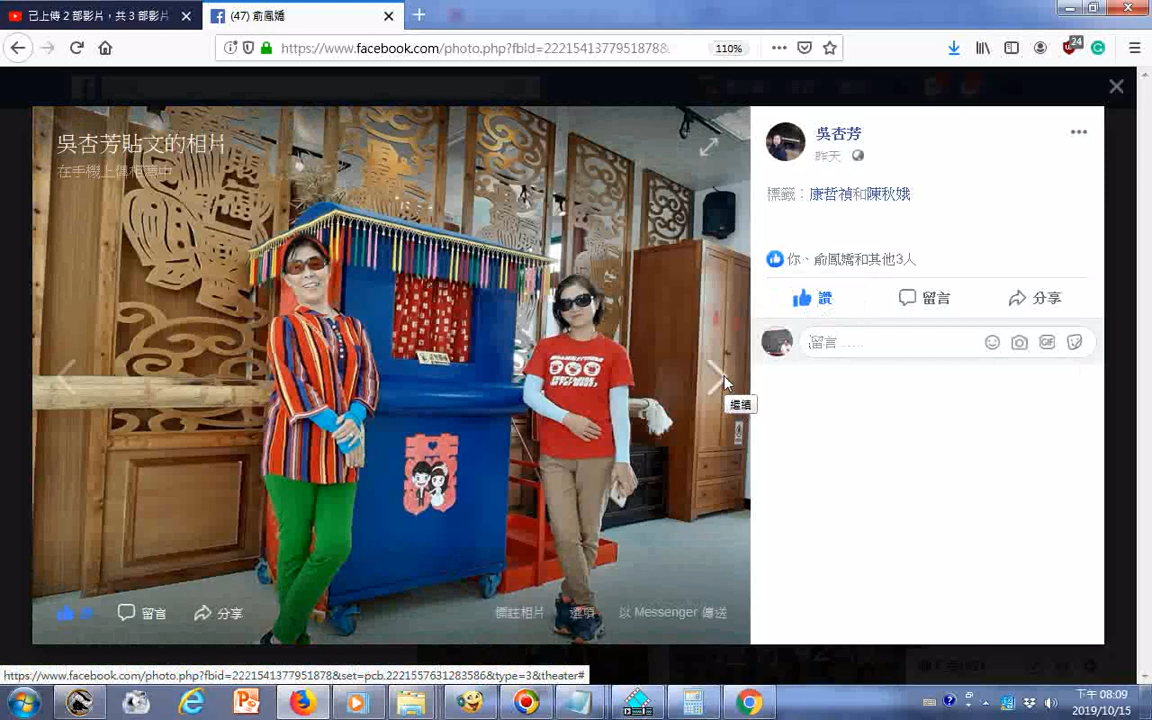 已上傳 2 部影片，共 3 部影片
(47) 俞鳳嬌
https://www.facebook.com/photo.php?fbid=2221541377951878&
110%
24
吳杏芳貼文的相片
在手機上傳相簿中
吳杏芳
昨天
標籤：康哲禎和陳秋娥
你、俞鳳嬌和其他3人
讚 留言 分享
留言……
繼續
讚 留言 分享
標註相片 選項 以 Messenger 傳送
https://www.facebook.com/photo.php?fbid=2221541377951878&set=pcb.2221557631283586&type=3&theater#
下午 08:09
2019/10/15